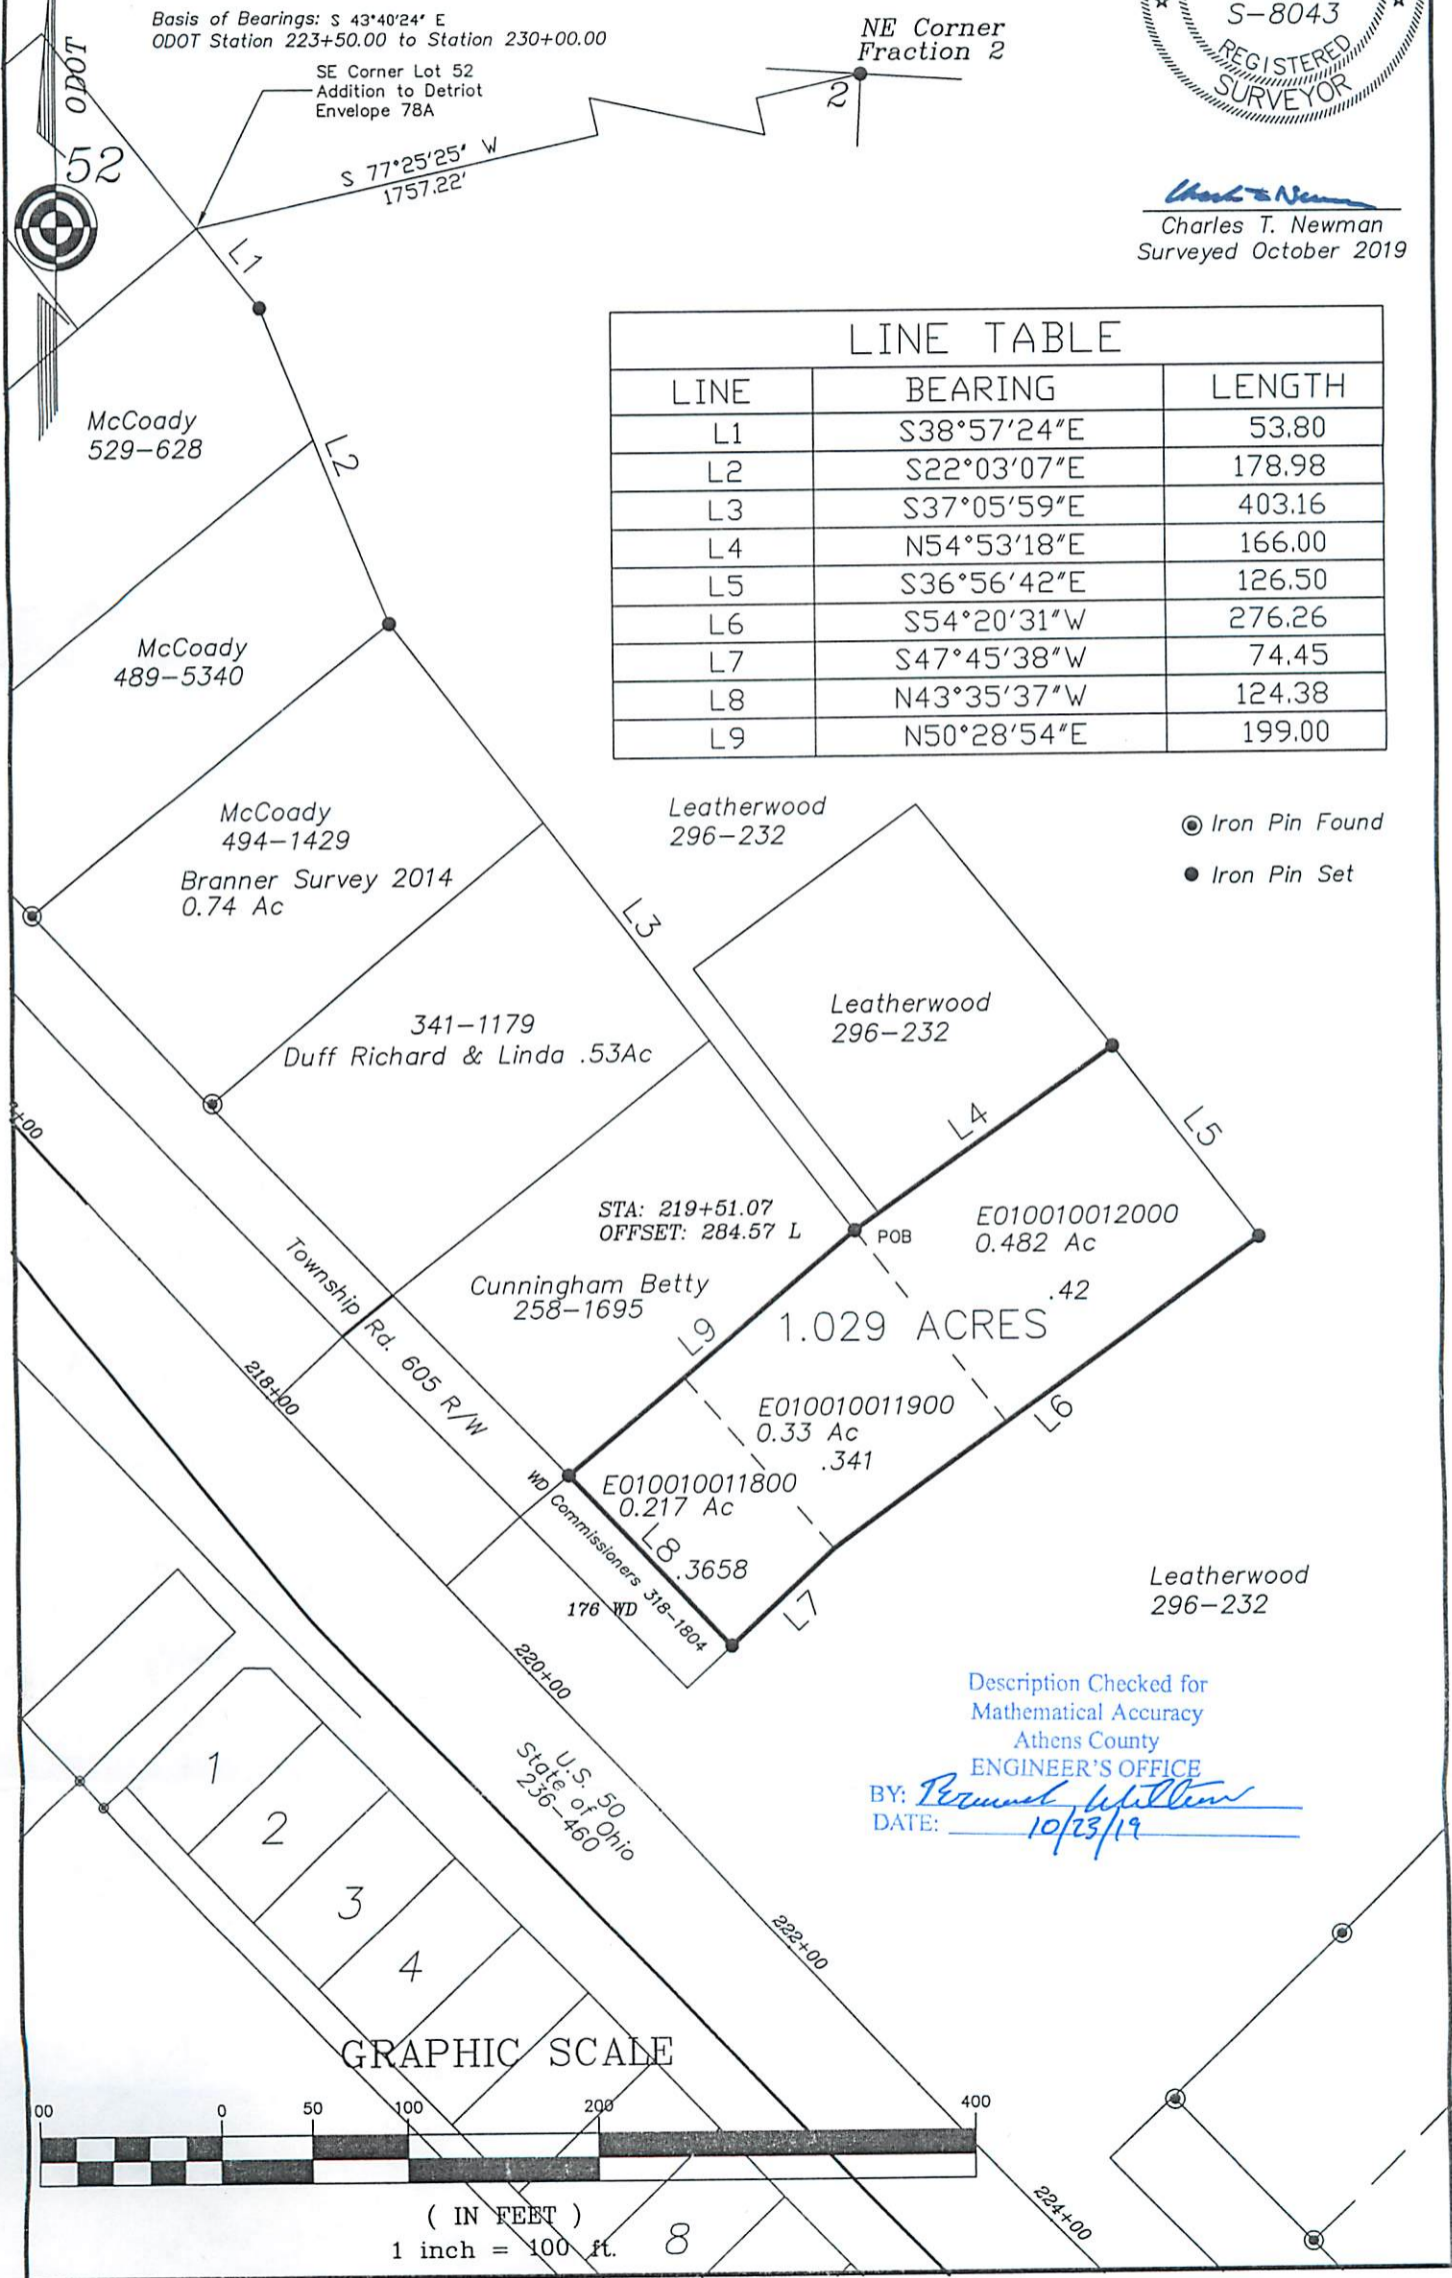 Basis of Bearings: S 43°40'24" E
ODOT Station 223+50.00 to Station 230+00.00
ODOT
SE Corner Lot 52
Addition to Detriot
Envelope 78A
NE Corner
Fraction 2
2
S-8043
REGISTERED
SURVEYOR
52
S 77°25'25" W
1757.22'
Charles T. Newman
Surveyed October 2019
L1
LINE TABLE
LINE BEARING LENGTH
L1 S38°57'24"E 53.80
L2 S22°03'07"E 178.98
L3 S37°05'59"E 403.16
L4 N54°53'18"E 166.00
L5 S36°56'42"E 126.50
L6 S54°20'31"W 276.26
L7 S47°45'38"W 74.45
L8 N43°35'37"W 124.38
L9 N50°28'54"E 199.00
McCoady
529-628
L2
McCoady
489-5340
McCoady
494-1429
Branner Survey 2014
0.74 Ac
Leatherwood
296-232
Iron Pin Found
Iron Pin Set
L3
341-1179
Duff Richard & Linda .53Ac
Leatherwood
296-232
L4
L5
+00
STA: 219+51.07
OFFSET: 284.57 L
POB
E010010012000
0.482 Ac
.42
Township Rd. 605 R/W
Cunningham Betty
258-1695
L9
1.029 ACRES
218+00
E010010011900
0.33 Ac
.341
L6
E010010011800
0.217 Ac
WD Commissioners 318-1804
L8
.3658
176 WD
L7
Leatherwood
296-232
220+00
Description Checked for
Mathematical Accuracy
Athens County
ENGINEER'S OFFICE
BY:
DATE: 10/23/19
U.S. 50
State of Ohio
236-460
1
2
3
4
222+00
GRAPHIC SCALE
00 0 50 100 200 400
( IN FEET )
1 inch = 100 ft.
8
224+00